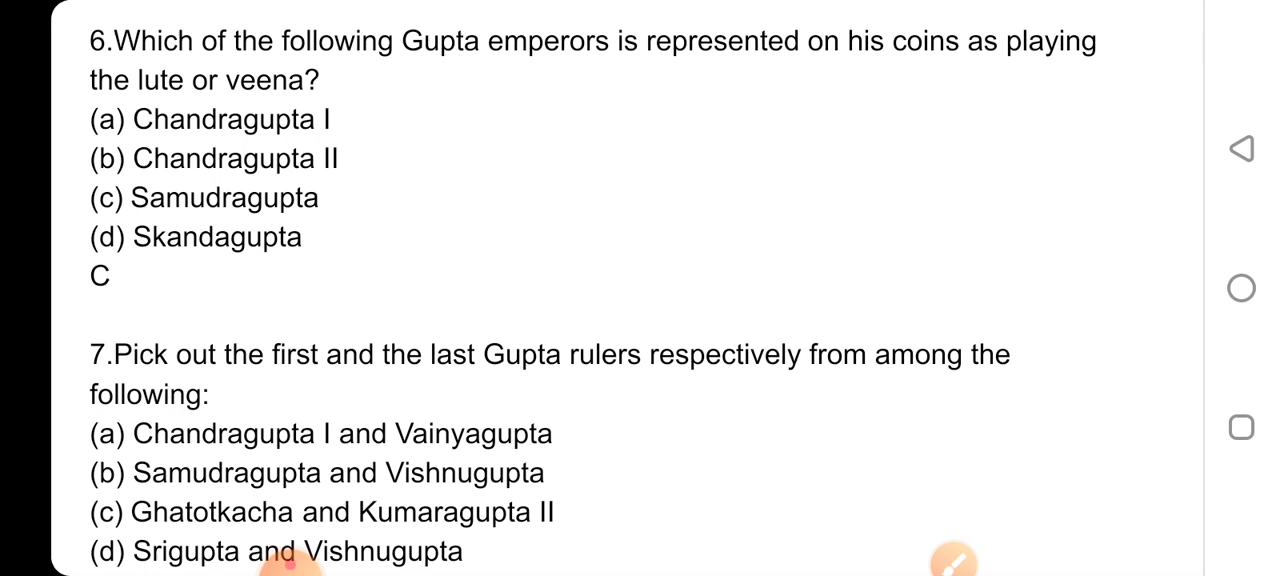 6.Which of the following Gupta emperors is represented on his coins as playing
the lute or veena?
(a) Chandragupta I
(b) Chandragupta II
(c) Samudragupta
(d) Skandagupta
C
7.Pick out the first and the last Gupta rulers respectively from among the
following:
(a) Chandragupta I and Vainyagupta
(b) Samudragupta and Vishnugupta
(c) Ghatotkacha and Kumaragupta II
(d) Srigupta and Vishnugupta